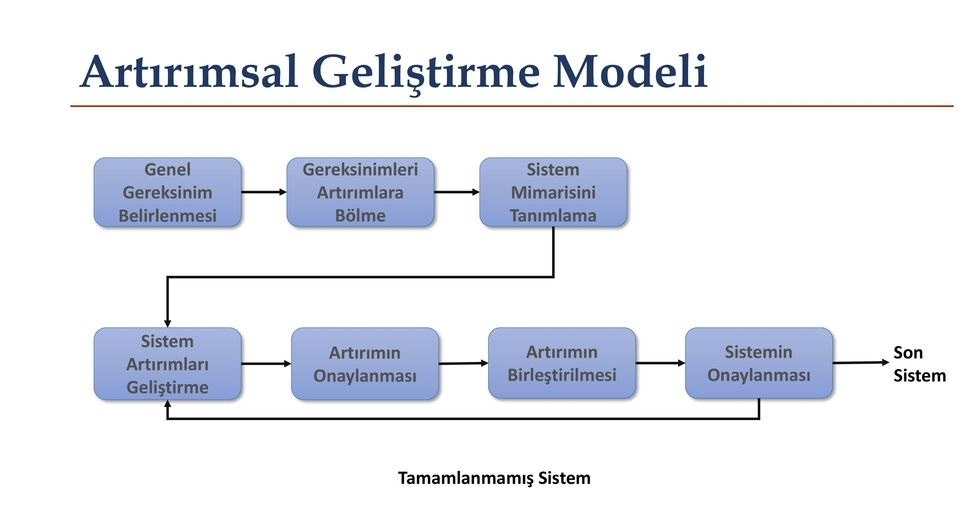 Artırımsal Geliştirme Modeli
Genel
Gereksinim
Belirlenmesi
Gereksinimleri
Artırımlara
Bölme
Sistem
Mimarisini
Tanımlama
Sistem
Artırımları
Geliştirme
Artırımın
Onaylanması
Artırımın
Birleştirilmesi
Sistemin
Onaylanması
Son
Sistem
Tamamlanmamış Sistem